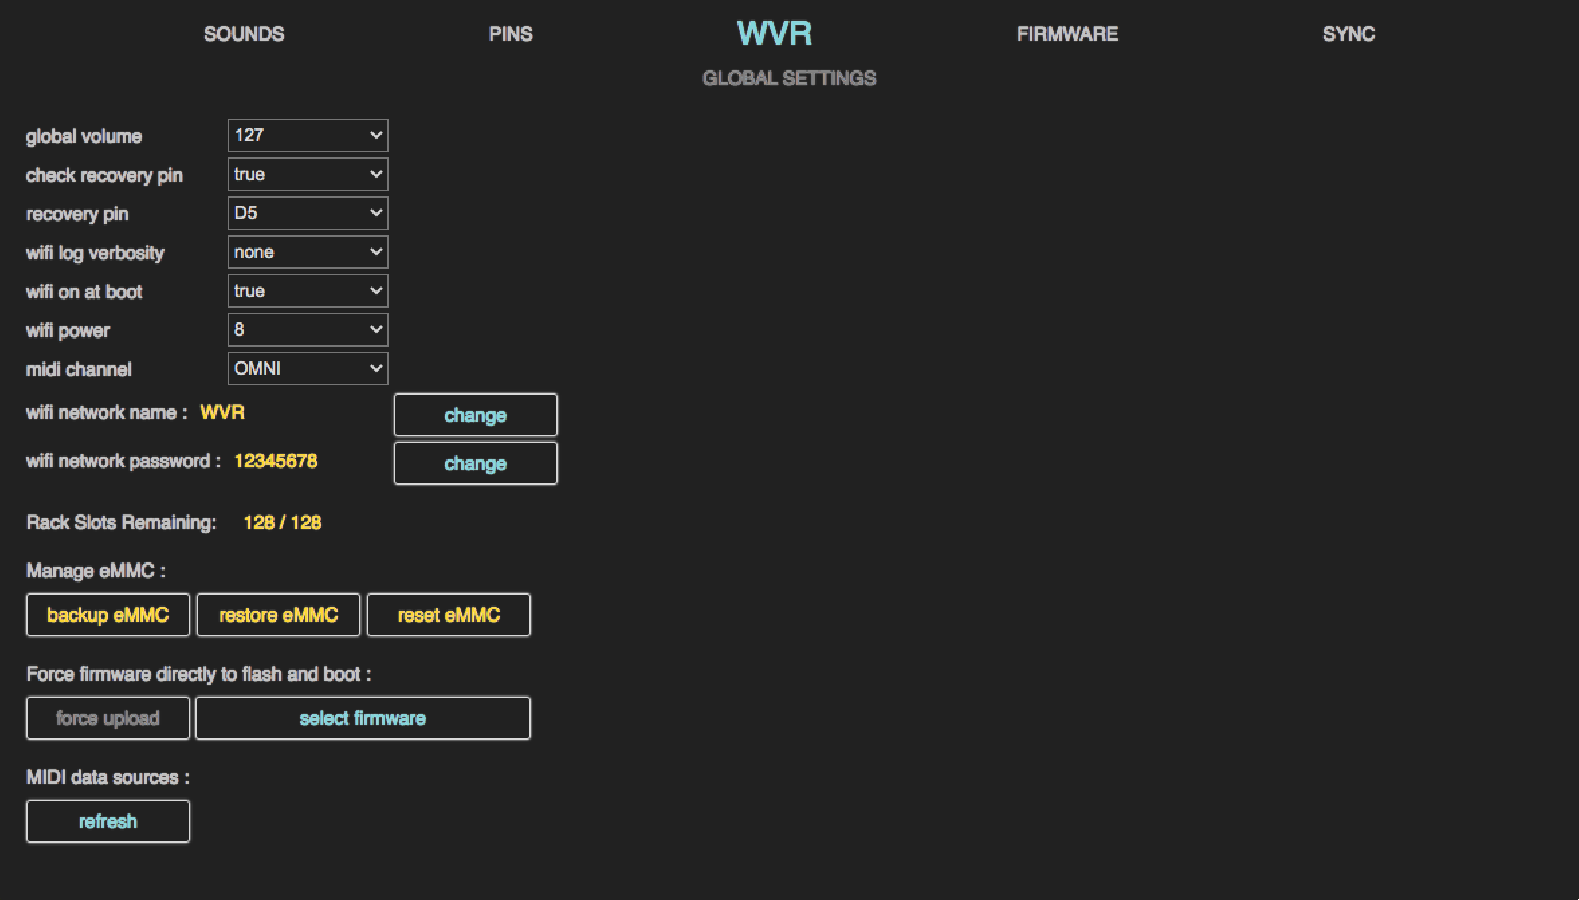 SOUNDS PINS WVR FIRMWARE SYNC
GLOBAL SETTINGS
global volume 127
check recovery pin true
recovery pin D5
wifi log verbosity none
wifi on at boot true
wifi power 8
midi channel OMNI
wifi network name : WVR change
wifi network password : 12345678 change
Rack Slots Remaining: 128 / 128
Manage eMMC :
backup eMMC restore eMMC reset eMMC
Force firmware directly to flash and boot :
force upload select firmware
MIDI data sources :
refresh